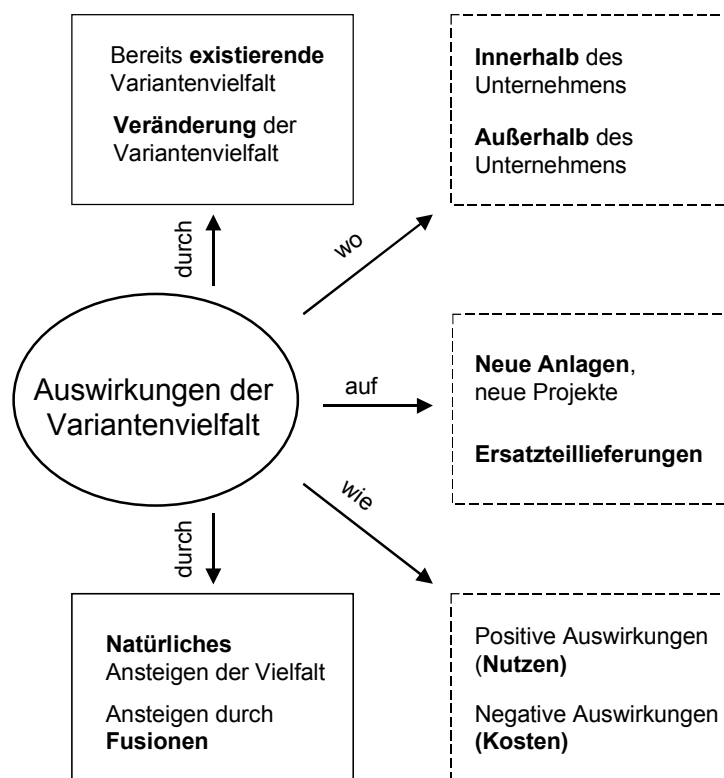 Bereits existierende
Variantenvielfalt
Veränderung der
Variantenvielfalt
Innerhalb des
Unternehmens
Außerhalb des
Unternehmens
durch
wo
Auswirkungen der
Variantenvielfalt
auf
Neue Anlagen,
neue Projekte
Ersatzteillieferungen
wie
durch
Natürliches
Ansteigen der Vielfalt
Ansteigen durch
Fusionen
Positive Auswirkungen
(Nutzen)
Negative Auswirkungen
(Kosten)